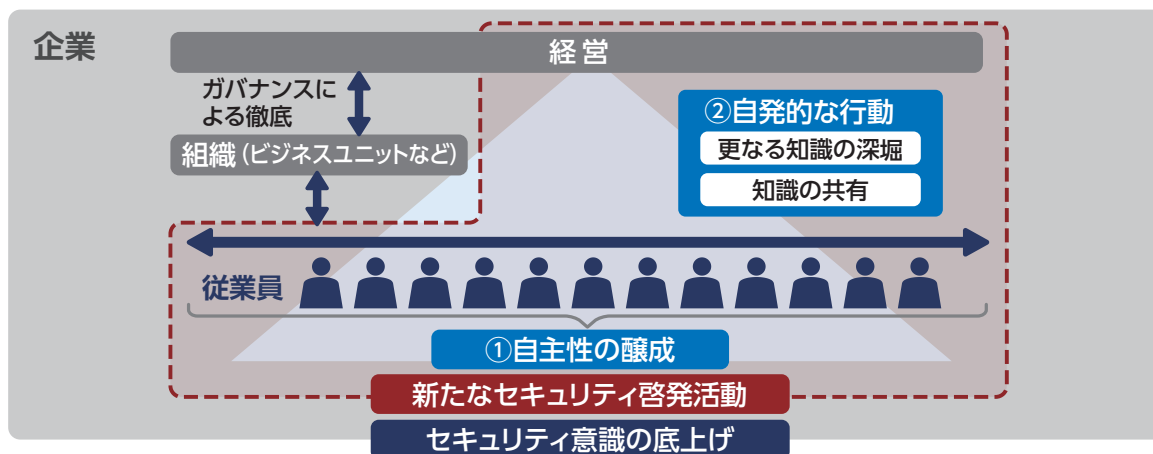 企業
経営
ガバナンスに
よる徹底
組織（ビジネスユニットなど）
②自発的な行動
更なる知識の深堀
知識の共有
従業員
①自主性の醸成
新たなセキュリティ啓発活動
セキュリティ意識の底上げ